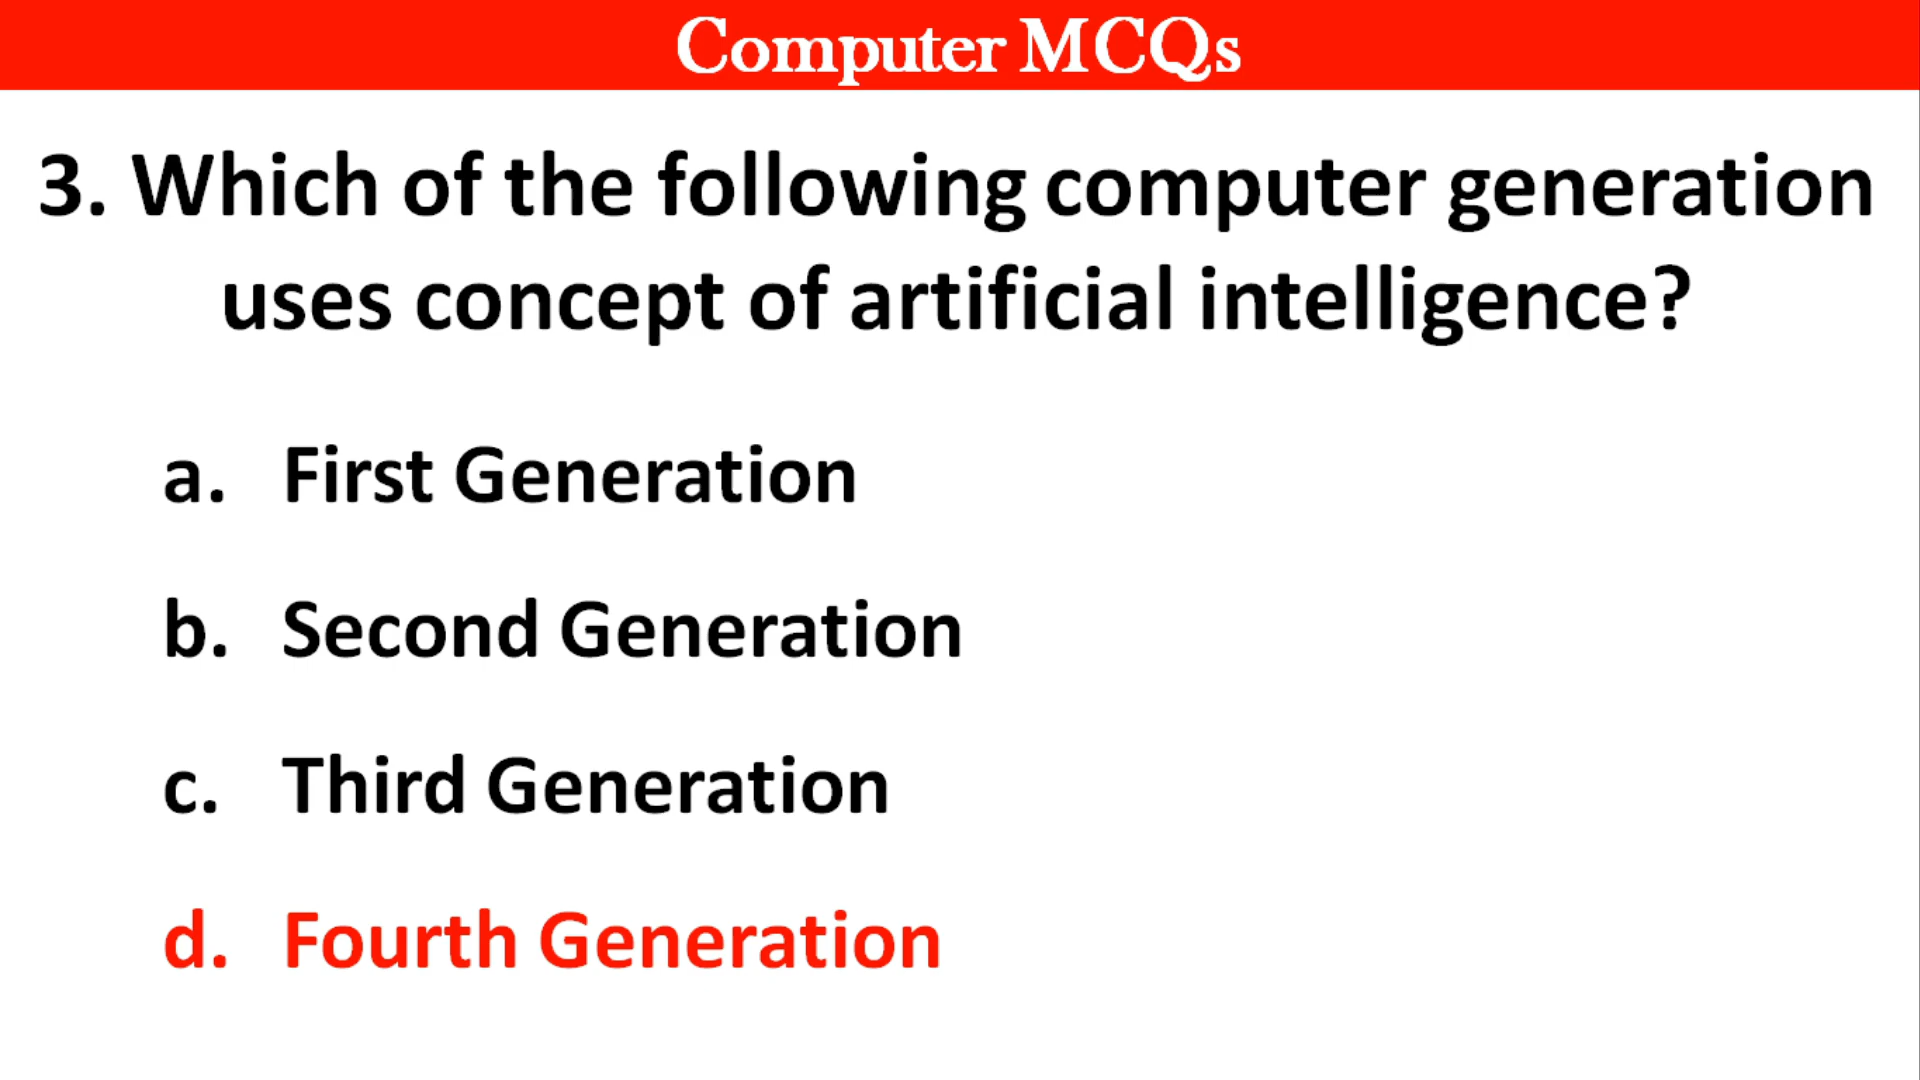 Computer MCQs
3. Which of the following computer generation
uses concept of artificial intelligence?
a. First Generation
b. Second Generation
c. Third Generation
d. Fourth Generation